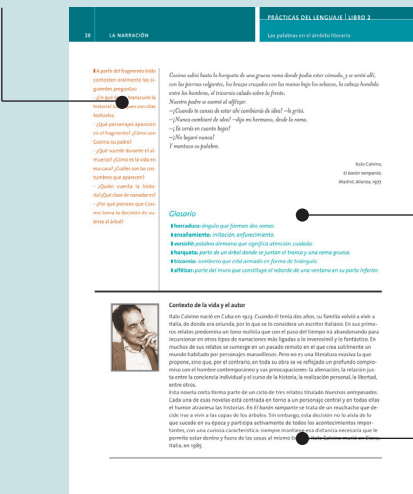 PRÁCTICAS DEL LENGUAJE | LIBRO 2
28 LA NARRACIÓN
Las palabras en el ámbito literario
A partir del fragmento leído
contesten oralmente las si-
guientes preguntas:
- ¿En qué transcurre la
historia? con citas
textuales.
- ¿Qué personajes aparecen
en el fragmento? ¿Cómo son
Cosimo su padre?
- ¿Qué sucede durante el al-
muerzo? ¿Cómo es la vida en
esa casa? ¿Cuáles son las cos-
tumbres que aparecen?
- ¿Quién cuenta la histo-
ria? ¿Qué clase de narrador es?
- ¿Por qué piensan que Cosi-
mo toma la decisión de su-
birse al árbol?
Cosimo subió hasta la horqueta de una gruesa rama donde podía estar cómodo, y se sentó allí,
con las piernas colgantes, los brazos cruzados con las manos bajo los sobacos, la cabeza hundida
entre los hombros, el tricornio calado sobre la frente.
Nuestro padre se asomó al alféizar.
—¡Cuando te canses de estar ahí cambiarás de idea! —le gritó.
—¡Nunca cambiaré de idea! —dijo mi hermano, desde la rama.
—¡Ya verás en cuanto bajes!
—¡No bajaré nunca!
Y mantuvo su palabra.
Italo Calvino,
El barón rampante,
Madrid, Alianza, 1977
Glosario
horcadura: ángulo que forman dos ramas.
ensañamiento: irritación, enfurecimiento.
vorsicht: palabra alemana que significa atención, cuidado.
horqueta: parte de un árbol donde se juntan el tronco y una rama gruesa.
tricornio: sombrero que está armado en forma de triángulo.
alféizar: parte del muro que constituye el reborde de una ventana en su parte inferior.
Contexto de la vida y el autor
Italo Calvino nació en Cuba en 1923. Cuando él tenía dos años, su familia volvió a vivir a
Italia, de donde era oriunda, por lo que se lo considera un escritor italiano. En sus prime-
ros relatos predomina un tono realista que con el paso del tiempo irá abandonando para
incursionar en otros tipos de narraciones más ligadas a lo inverosímil y lo fantástico. En
muchos de sus relatos se sumerge en un pasado remoto en el que crea sutilmente un
mundo habitado por personajes maravillosos. Pero no es una literatura evasiva la que
propone, sino que, por el contrario, en toda su obra se ve reflejado un profundo compro-
miso con el hombre contemporáneo y sus preocupaciones: la alienación, la relación jus-
ta entre la conciencia individual y el curso de la historia, la realización personal, la libertad,
entre otros.
Esta novela corta forma parte de un ciclo de tres relatos titulado Nuestros antepasados.
Cada una de esas novelas está centrada en torno a un personaje central y en todas ellas
el humor atraviesa las historias. En El barón rampante se trata de un muchacho que de-
cide irse a vivir a las copas de los árboles. Sin embargo, esta decisión no lo aísla de lo
que sucede en su época y participa activamente de todos los acontecimientos impor-
tantes, con una curiosa característica: siempre mantiene esa distancia necesaria que le
permite estar dentro y fuera de las cosas al mismo Italo Calvino murió en Siena,
Italia, en 1985.